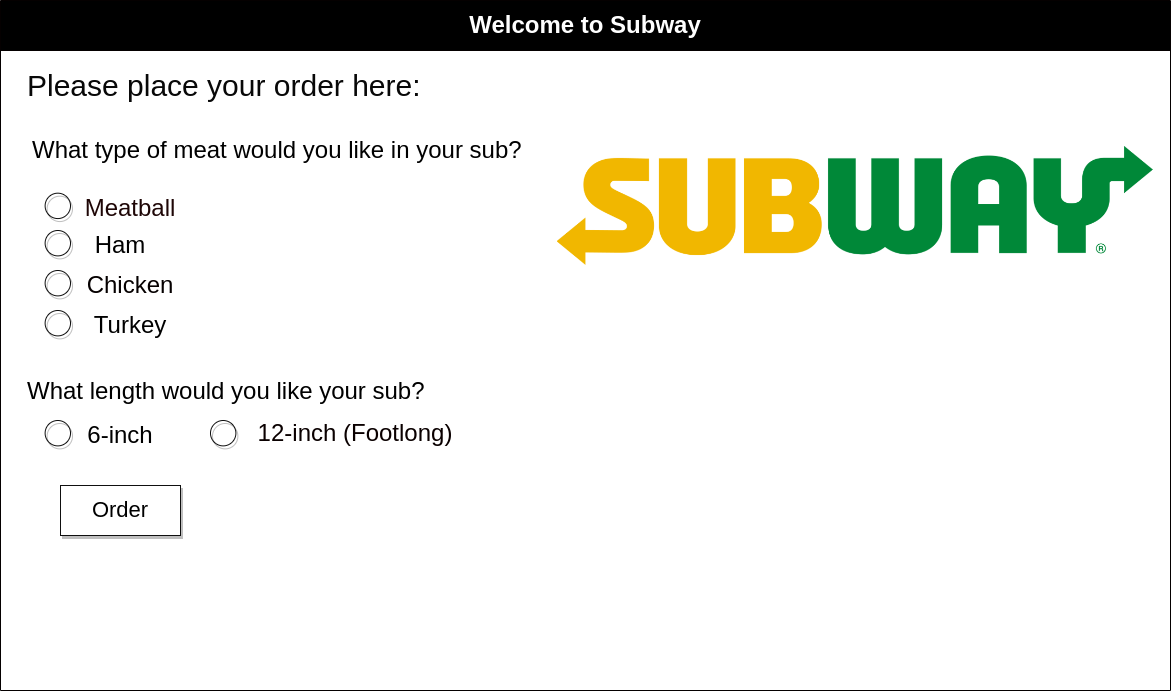 Welcome to Subway
Please place your order here:
What type of meat would you like in your sub?
SUBWAY®
Meatball
Ham
Chicken
Turkey
What length would you like your sub?
6-inch
12-inch (Footlong)
Order